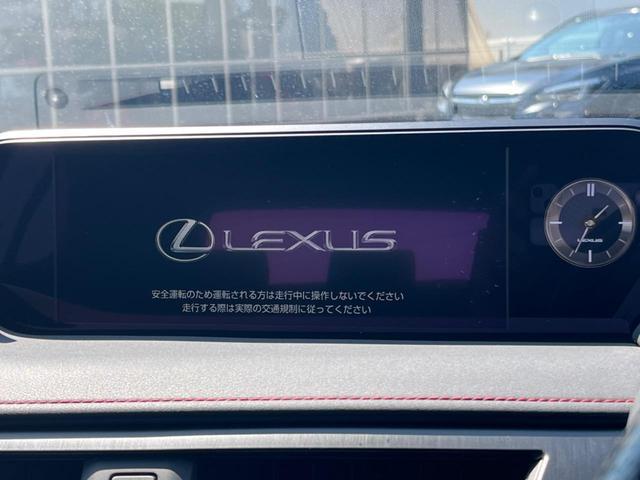 LEXUS
安全運転のため運転される方は走行中に操作しないでください
走行する際は実際の交通規制に従ってください
LEXUS